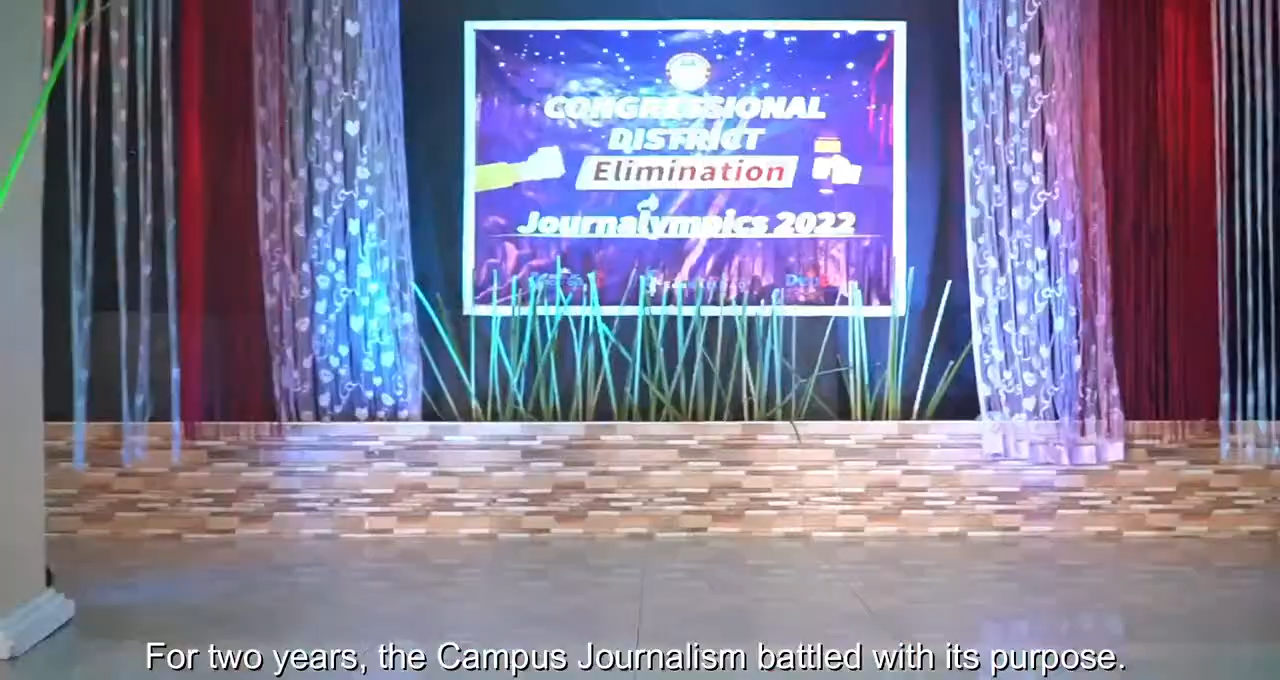 CONGRESSIONAL
DISTRICT
Elimination
Journalympics 2022
For two years, the Campus Journalism battled with its purpose.